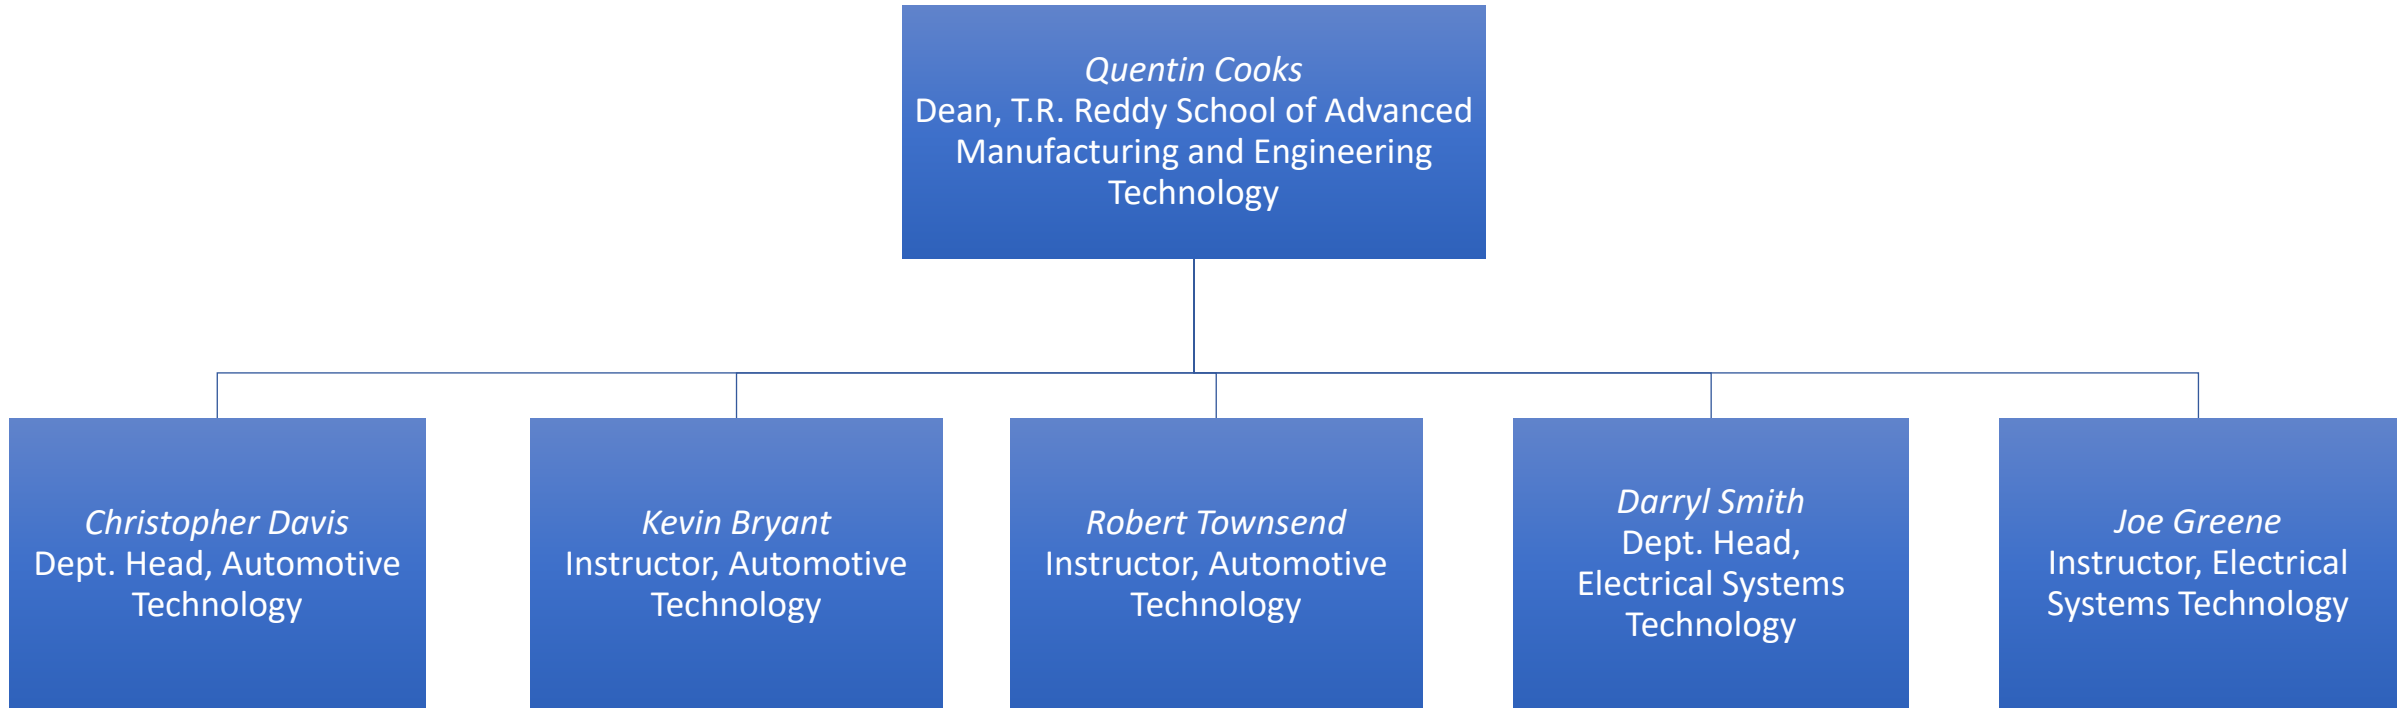 Quentin Cooks
Dean, T.R. Reddy School of Advanced
Manufacturing and Engineering
Technology
Christopher Davis
Dept. Head, Automotive
Technology
Kevin Bryant
Instructor, Automotive
Technology
Robert Townsend
Instructor, Automotive
Technology
Darryl Smith
Dept. Head,
Electrical Systems
Technology
Joe Greene
Instructor, Electrical
Systems Technology